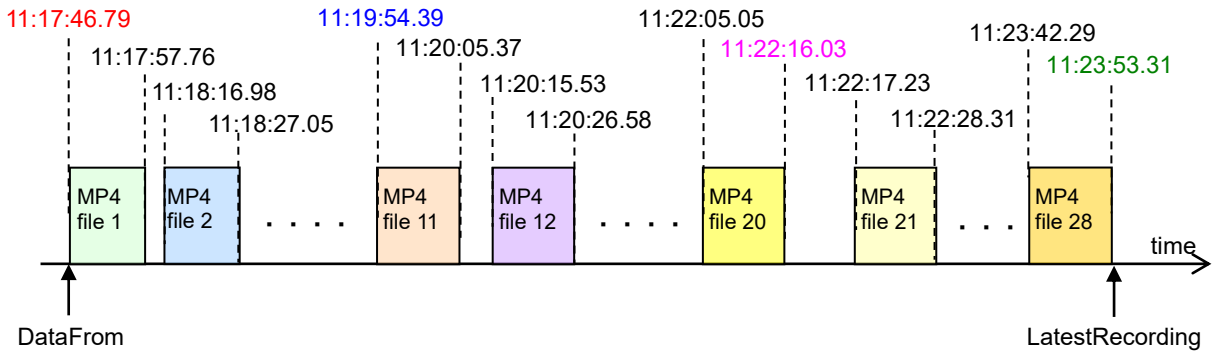 11:17:46.79
11:19:54.39
11:22:05.05
11:23:42.29
11:17:57.76
11:20:05.37
11:22:16.03
11:23:53.31
11:18:16.98
11:20:15.53
11:22:17.23
11:18:27.05
11:20:26.58
11:22:28.31
MP4
file 1
MP4
file 2
. . . .
MP4
file 11
MP4
file 12
. . . .
MP4
file 20
MP4
file 21
. . .
MP4
file 28
time
DataFrom
LatestRecording